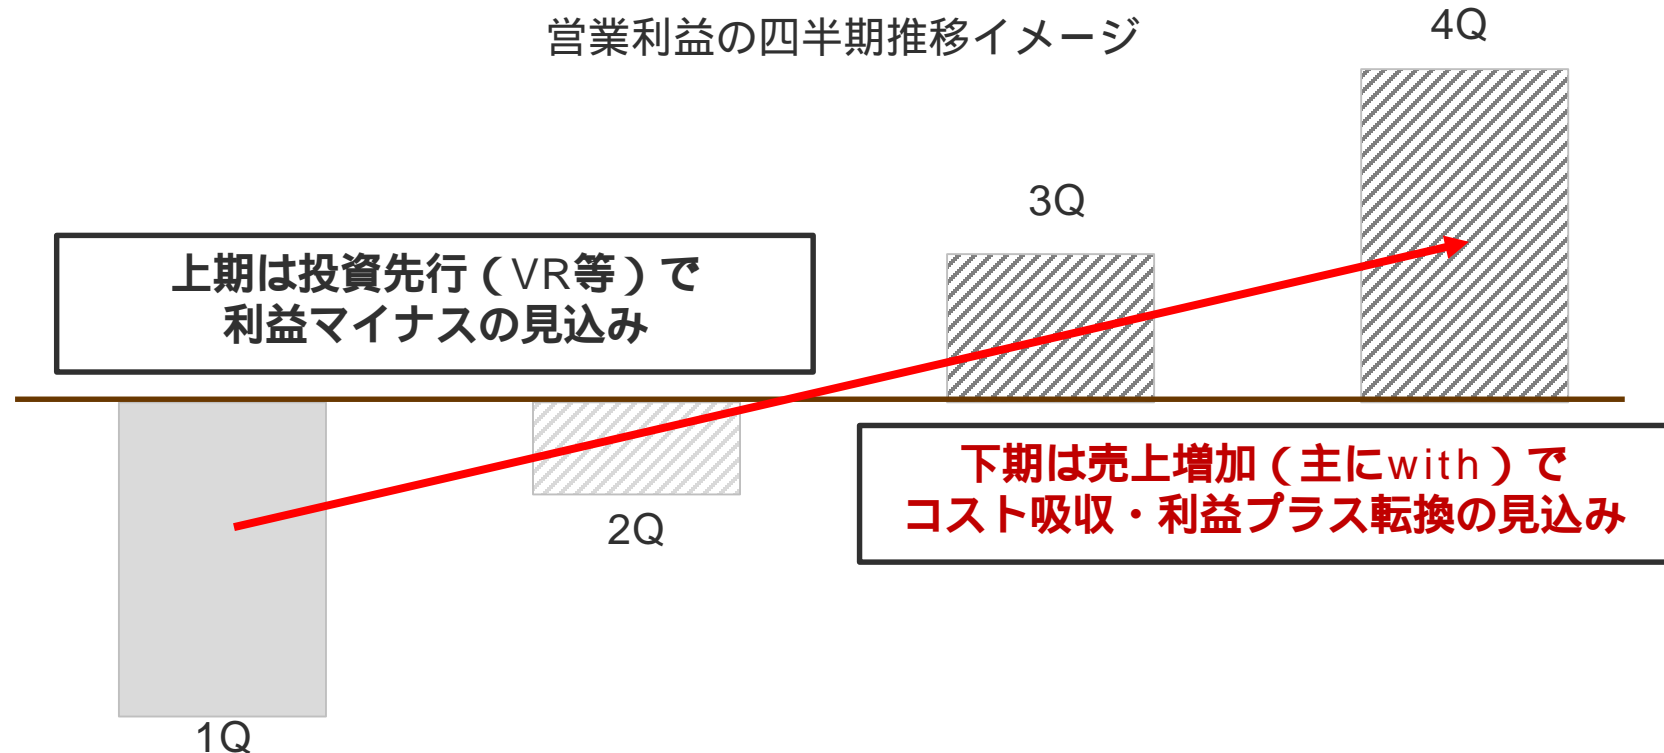 営業利益の四半期推移イメージ
4Q
3Q
上期は投資先行（VR等）で
利益マイナスの見込み
下期は売上増加（主にwith）で
コスト吸収・利益プラス転換の見込み
2Q
1Q